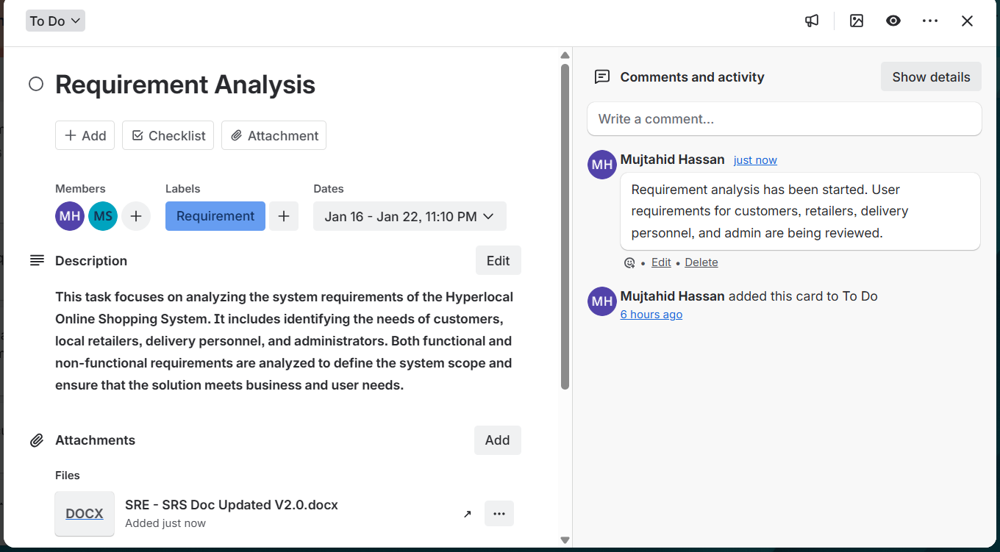 To Do
Requirement Analysis
Add
Checklist
Attachment
Members
Labels
Dates
MH
MS
Requirement
Jan 16 - Jan 22, 11:10 PM
Description
Edit
This task focuses on analyzing the system requirements of the Hyperlocal
Online Shopping System. It includes identifying the needs of customers,
local retailers, delivery personnel, and administrators. Both functional and
non-functional requirements are analyzed to define the system scope and
ensure that the solution meets business and user needs.
Attachments
Add
Files
DOCX
SRE - SRS Doc Updated V2.0.docx
Added just now
Comments and activity
Show details
Write a comment...
MH
Mujtahid Hassan just now
Requirement analysis has been started. User
requirements for customers, retailers, delivery
personnel, and admin are being reviewed.
• Edit • Delete
MH
Mujtahid Hassan added this card to To Do
6 hours ago